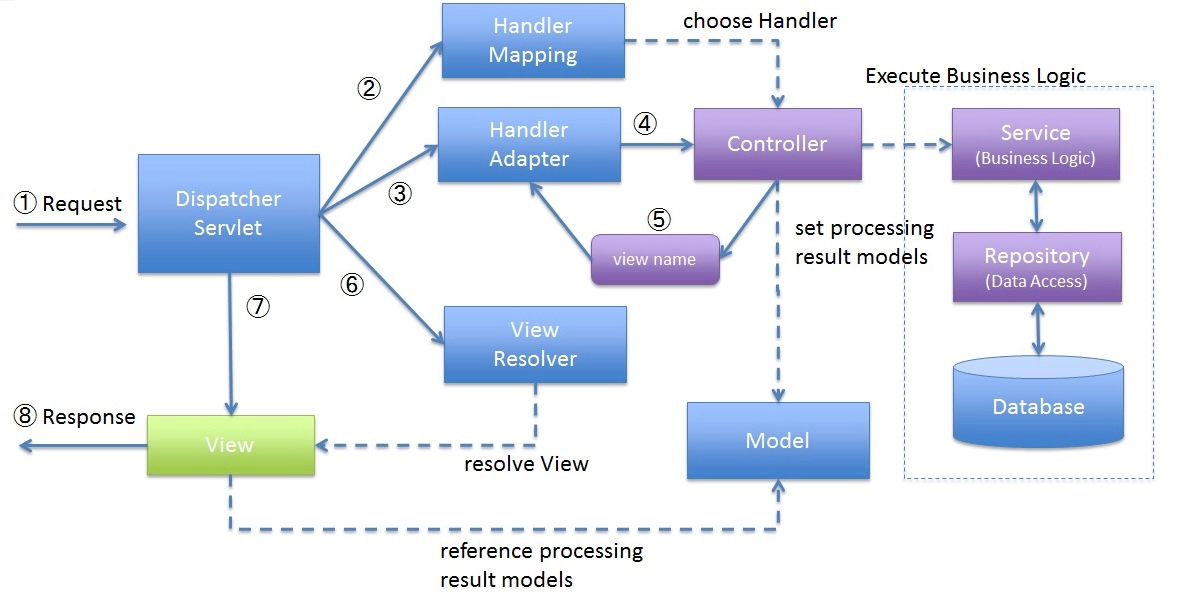 Handler
Mapping
choose Handler
②
Execute Business Logic
Handler
Adapter
④
Controller
Service
(Business Logic)
① Request
Dispatcher
Servlet
③
⑤
view name
set processing
result models
Repository
(Data Access)
⑥
⑦
View
Resolver
Database
⑧ Response
View
resolve View
Model
reference processing
result models